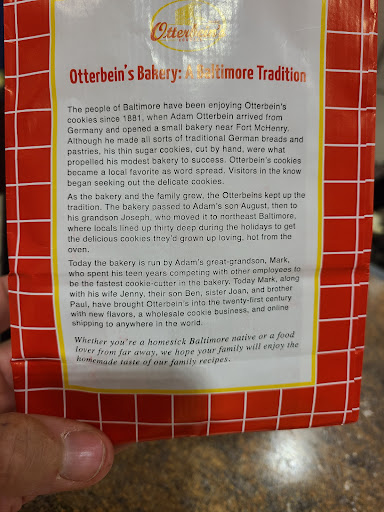 Otterbein's
Otterbein's Bakery: A Baltimore Tradition
The people of Baltimore have been enjoying Otterbein's
cookies since 1881, when Adam Otterbein arrived from
Germany and opened a small bakery near Fort McHenry.
Although he made all sorts of traditional German breads and
pastries, his thin sugar cookies, cut by hand, were what
propelled his modest bakery to success. Otterbein's cookies
became a local favorite as word spread. Visitors in the know
began seeking out the delicate cookies.
As the bakery and the family grew, the Otterbeins kept up the
tradition. The bakery passed to Adam's son August, then to
his grandson Joseph, who moved it to northeast Baltimore,
where locals lined up thirty deep during the holidays to get
the delicious cookies they'd grown up loving, hot from the
oven.
Today the bakery is run by Adam's great-grandson, Mark,
who spent his teen years competing with other employees to
be the fastest cookie-cutter in the bakery. Today Mark, along
with his wife Jenny, their son Ben, sister Joan, and brother
Paul, have brought Otterbein's into the twenty-first century
with new flavors, a wholesale cookie business, and online
shipping to anywhere in the world.
Whether you're a homesick Baltimore native or a food
lover from far away, we hope your family will enjoy the
homemade taste of our family recipes.